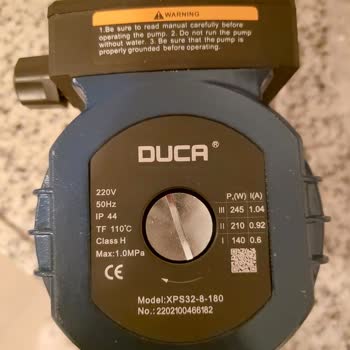 WARNING
1.Be sure to read manual carefully before
operating the pump. 2. Do not run the pump
without water. 3. Be sure that the pump is
properly grounded before operation.
DUCA®
220V
50Hz
IP 44
TF 110℃
Class H
Max:1.0MPa
CE
P₁(W) I(A)
III 245 1.04
II 210 0.92
I 140 0.6
Model:XPS32-8-180
No.: 2202100466182